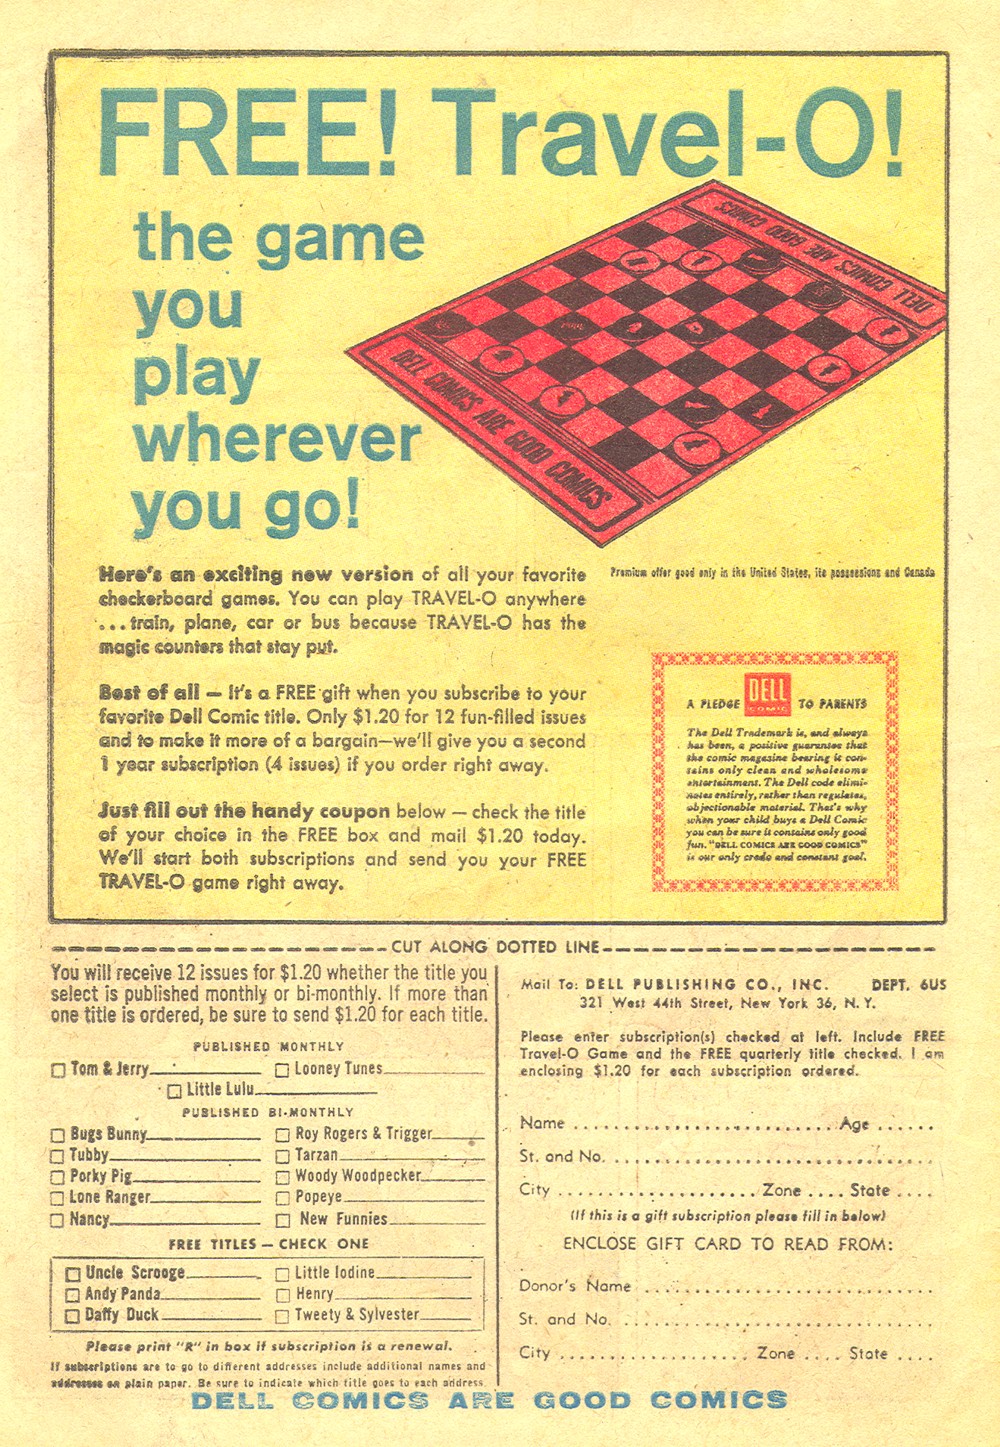 FREE! Travel-O!
the game
you
play
wherever
you go!
DELL COMICS ARE GOOD COMICS
DELL COMICS ARE GOOD COMICS
Here's an exciting new version of all your favorite
checkerboard games. You can play TRAVEL-O anywhere
...train, plane, car or bus because TRAVEL-O has the
magic counters that stay put.
Premium offer good only in the United States, its possessions and Canada
Best of all — It's a FREE gift when you subscribe to your
favorite Dell Comic title. Only $1.20 for 12 fun-filled issues
and to make it more of a bargain—we'll give you a second
1 year subscription (4 issues) if you order right away.
Just fill out the handy coupon below — check the title
of your choice in the FREE box and mail $1.20 today.
We'll start both subscriptions and send you your FREE
TRAVEL-O game right away.
A PLEDGE DELL COMIC TO PARENTS
The Dell Trademark is, and always
has been, a positive guarantee that
the comic magazine bearing it con-
tains only clean and wholesome
entertainment. The Dell code elimi-
nates entirely, rather than regulates,
objectionable material. That's why
when your child buys a Dell Comic
you can be sure it contains only good
fun. "DELL COMICS ARE GOOD COMICS"
is our only credo and constant goal.
CUT ALONG DOTTED LINE
You will receive 12 issues for $1.20 whether the title you
select is published monthly or bi-monthly. If more than
one title is ordered, be sure to send $1.20 for each title.
PUBLISHED MONTHLY
Tom & Jerry
Looney Tunes
Little Lulu
PUBLISHED BI-MONTHLY
Bugs Bunny
Roy Rogers & Trigger
Tubby
Tarzan
Porky Pig
Woody Woodpecker
Lone Ranger
Popeye
Nancy
New Funnies
FREE TITLES — CHECK ONE
Uncle Scrooge
Little Iodine
Andy Panda
Henry
Daffy Duck
Tweety & Sylvester
Please print "R" in box if subscription is a renewal.
If subscriptions are to go to different addresses include additional names and
addresses on plain paper. Be sure to indicate which title goes to each address.
Mail To: DELL PUBLISHING CO., INC. DEPT. 6US
321 West 44th Street, New York 36, N. Y.
Please enter subscription(s) checked at left. Include FREE
Travel-O Game and the FREE quarterly title checked. I am
enclosing $1.20 for each subscription ordered.
Name Age
St. and No.
City Zone State
(If this is a gift subscription please fill in below)
ENCLOSE GIFT CARD TO READ FROM:
Donor's Name
St. and No.
City Zone State
DELL COMICS ARE GOOD COMICS